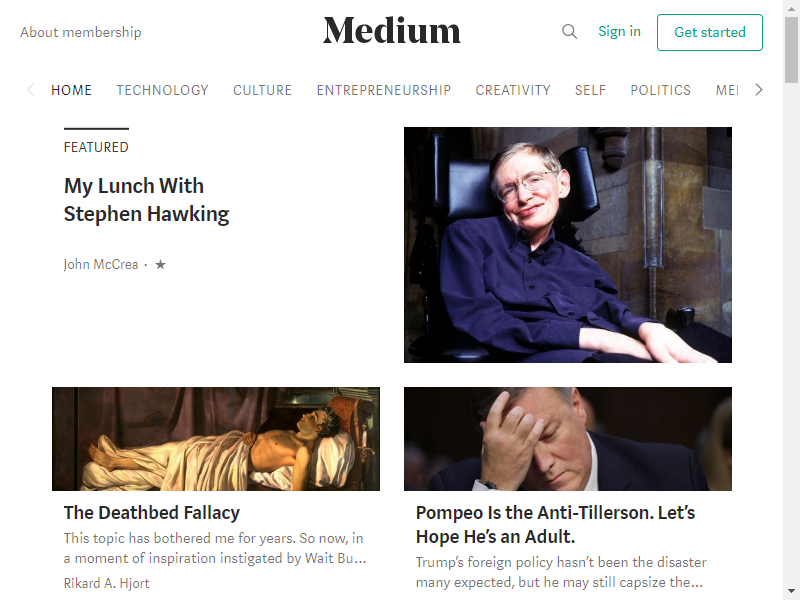 About membership
Medium
Sign in
Get started
HOME
TECHNOLOGY
CULTURE
ENTREPRENEURSHIP
CREATIVITY
SELF
POLITICS
FEATURED
My Lunch With
Stephen Hawking
John McCrea · ★
The Deathbed Fallacy
This topic has bothered me for years. So now, in
a moment of inspiration instigated by Wait Bu…
Rikard A. Hjort
Pompeo Is the Anti-Tillerson. Let’s
Hope He’s an Adult.
Trump’s foreign policy hasn’t been the disaster
many expected, but he may still capsize the…